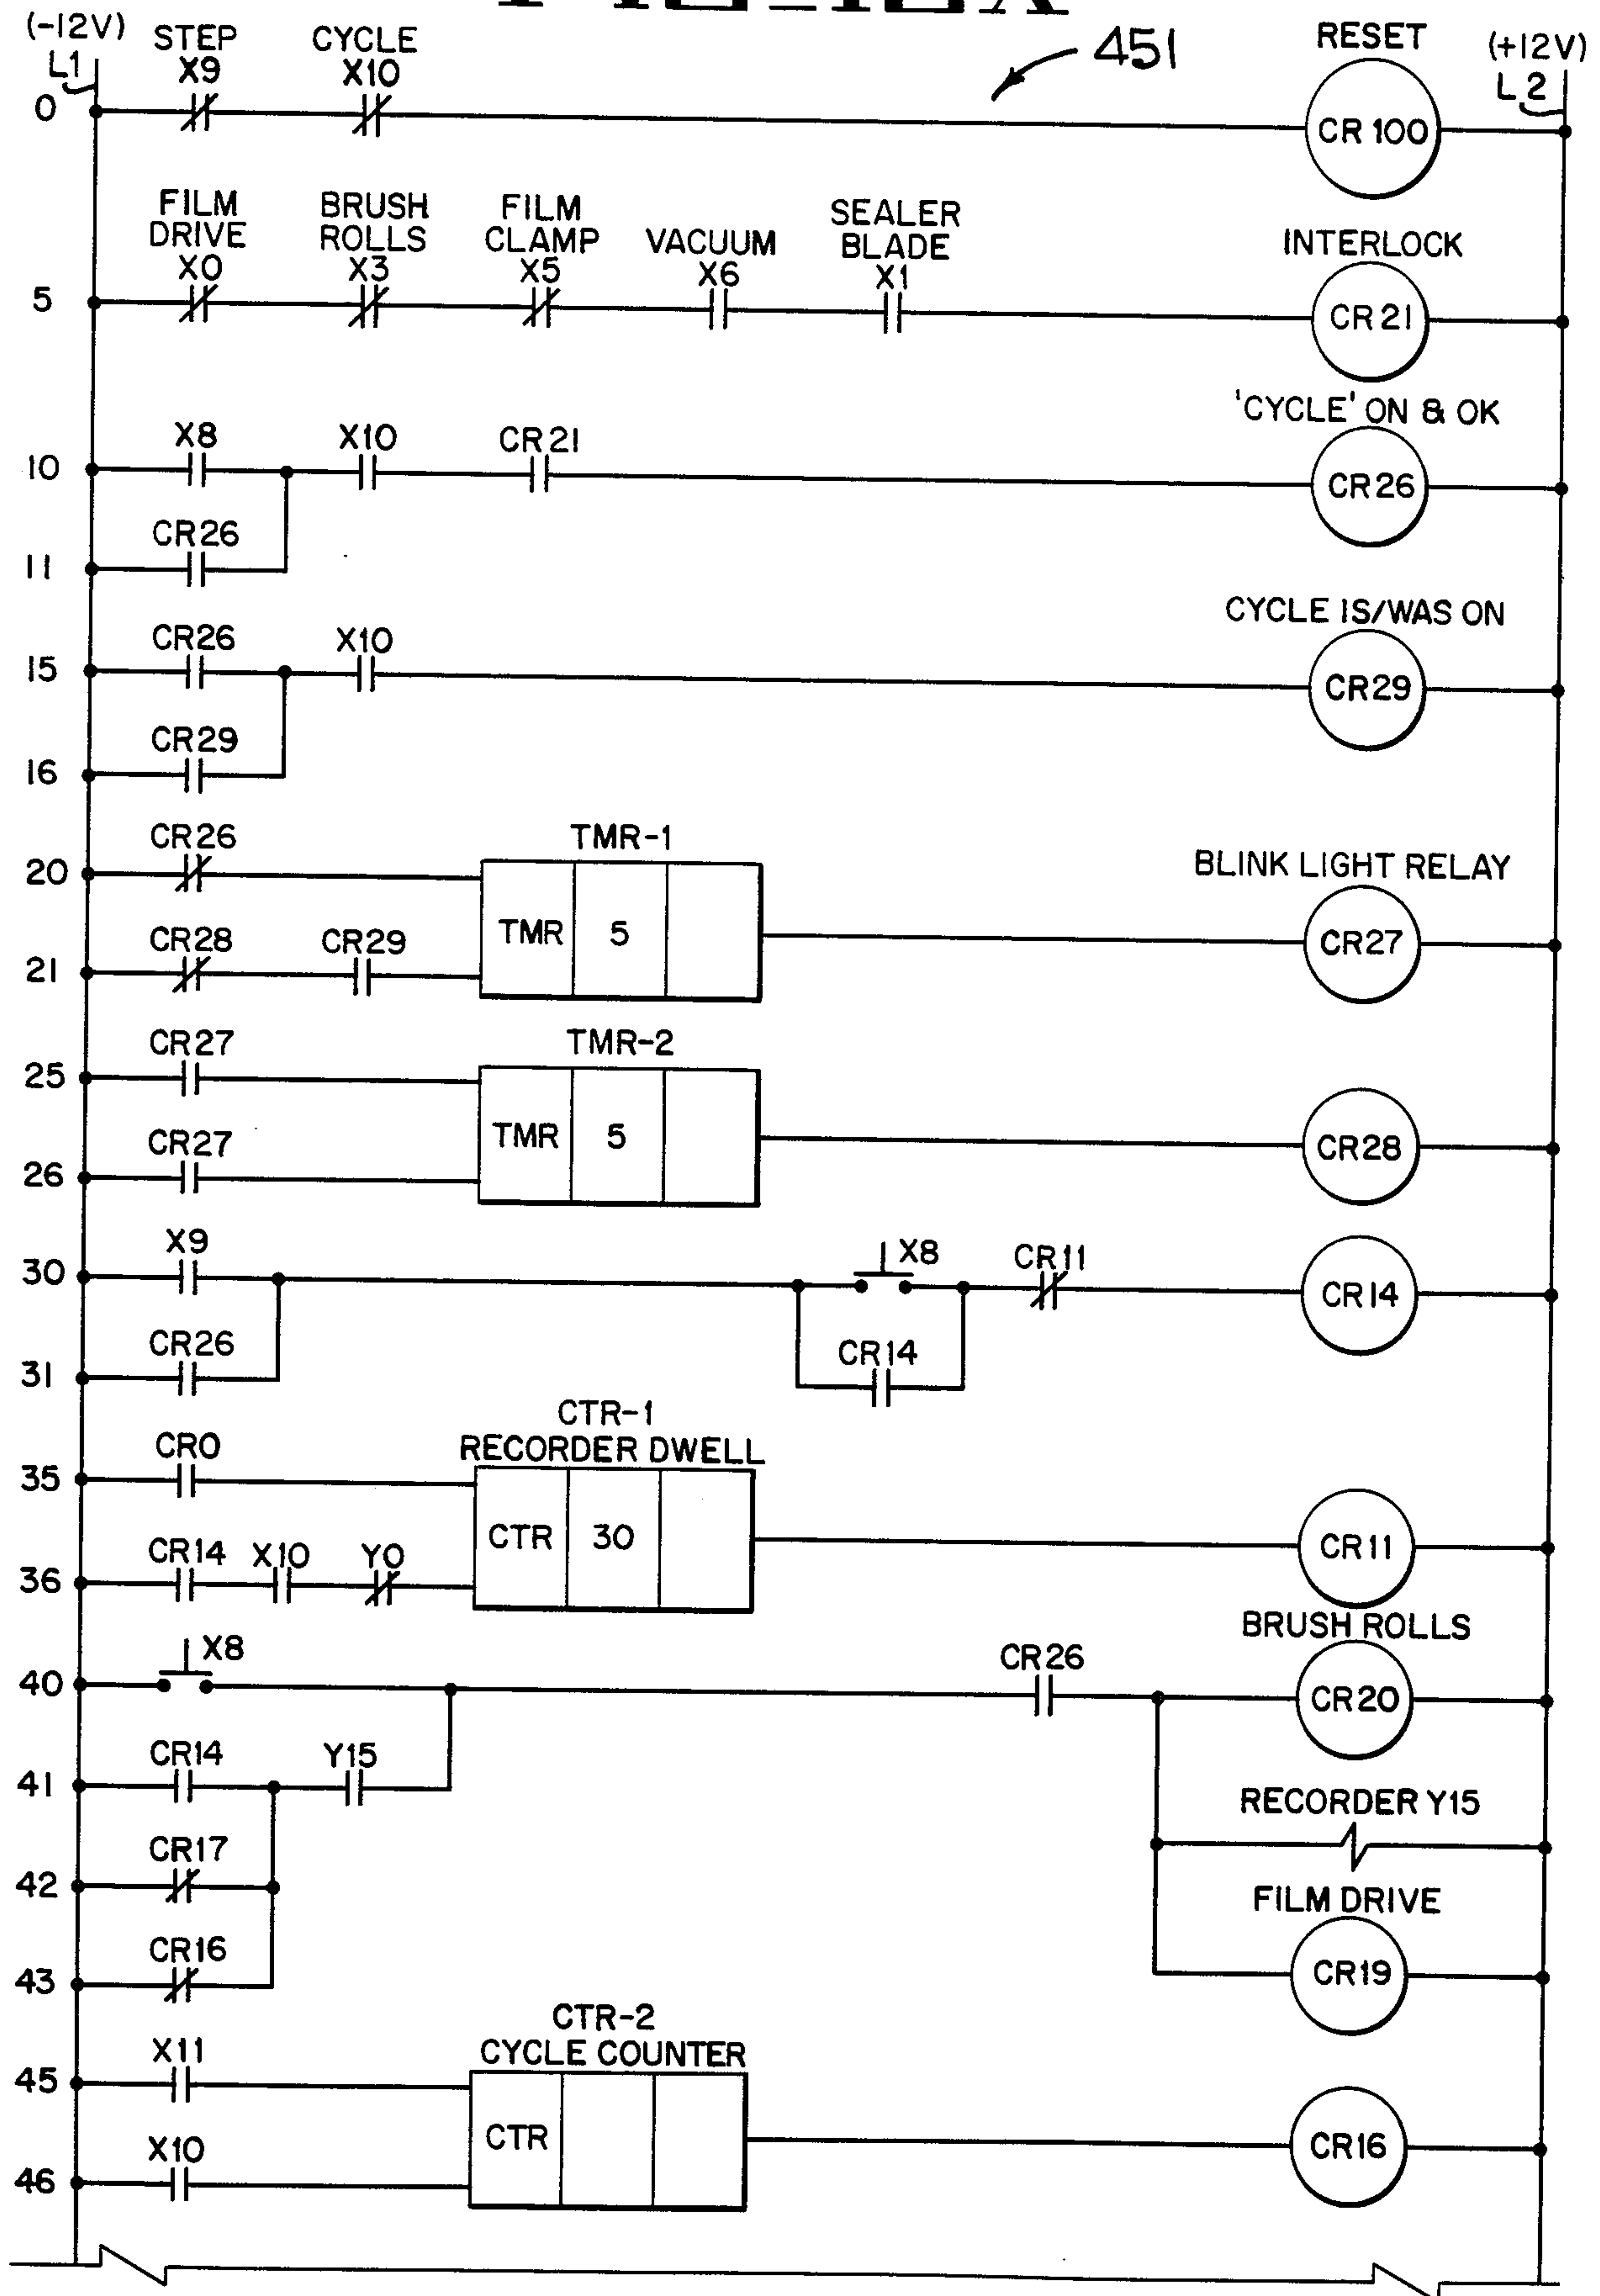 (-12V) STEP CYCLE 451 RESET (+12V)
L1 X9 X10 L2
0 CR100
FILM DRIVE X0 BRUSH ROLLS X3 FILM CLAMP X5 VACUUM X6 SEALER BLADE X1 INTERLOCK
5 CR21
'CYCLE' ON & OK
X8 X10 CR21
10 CR26
CR26
11
CYCLE IS/WAS ON
CR26 X10
15 CR29
CR29
16
CR26 TMR-1 BLINK LIGHT RELAY
20
TMR 5 CR27
CR28 CR29
21
CR27 TMR-2
25
TMR 5 CR28
CR27
26
X9 X8 CR11
30 CR14
CR26 CR14
31
CTR-1
CR0 RECORDER DWELL
35
CTR 30 CR11
CR14 X10 Y0
36
BRUSH ROLLS
X8 CR26
40 CR20
CR14 Y15
41
RECORDER Y15
CR17
42
FILM DRIVE
CR16
43 CR19
CTR-2
X11 CYCLE COUNTER
45
CTR CR16
X10
46